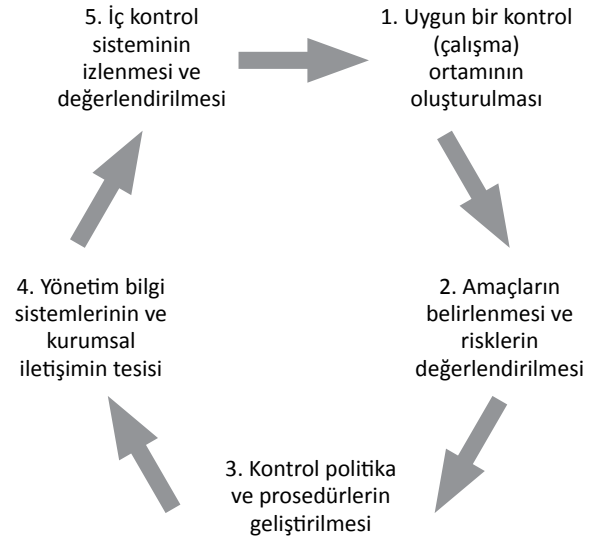 5. İç kontrol
sisteminin
izlenmesi ve
değerlendirilmesi
1. Uygun bir kontrol
(çalışma)
ortamının
oluşturulması
4. Yönetim bilgi
sistemlerinin ve
kurumsal
iletişimin tesisi
2. Amaçların
belirlenmesi ve
risklerin
değerlendirilmesi
3. Kontrol politika
ve prosedürlerin
geliştirilmesi